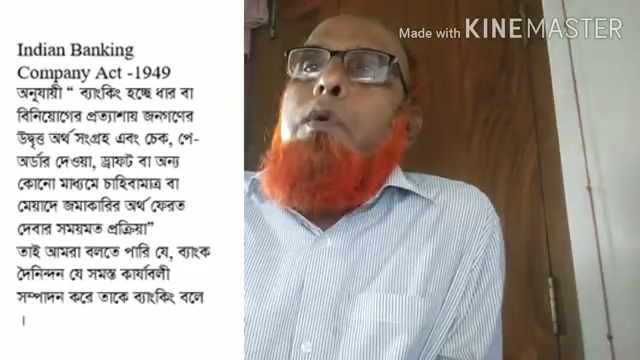 Made with KINEMASTER
Indian Banking
Company Act -1949
অনুযায়ী “ ব্যাংকিং হচ্ছে ধার বা
বিনিয়োগের প্রত্যাশায় জনগণের
উদ্বৃত্ত অর্থ সংগ্রহ এবং চেক, পে-
অর্ডার দেওয়া, ড্রাফট বা অন্য
কোনো মাধ্যমে চাহিবামাত্র বা
মেয়াদে জমাকারির অর্থ ফেরত
দেবার সময়মত প্রক্রিয়া”
তাই আমরা বলতে পারি যে, ব্যাংক
দৈনিন্দন যে সমস্ত কার্যাবলী
সম্পাদন করে তাকে ব্যাংকিং বলে
।